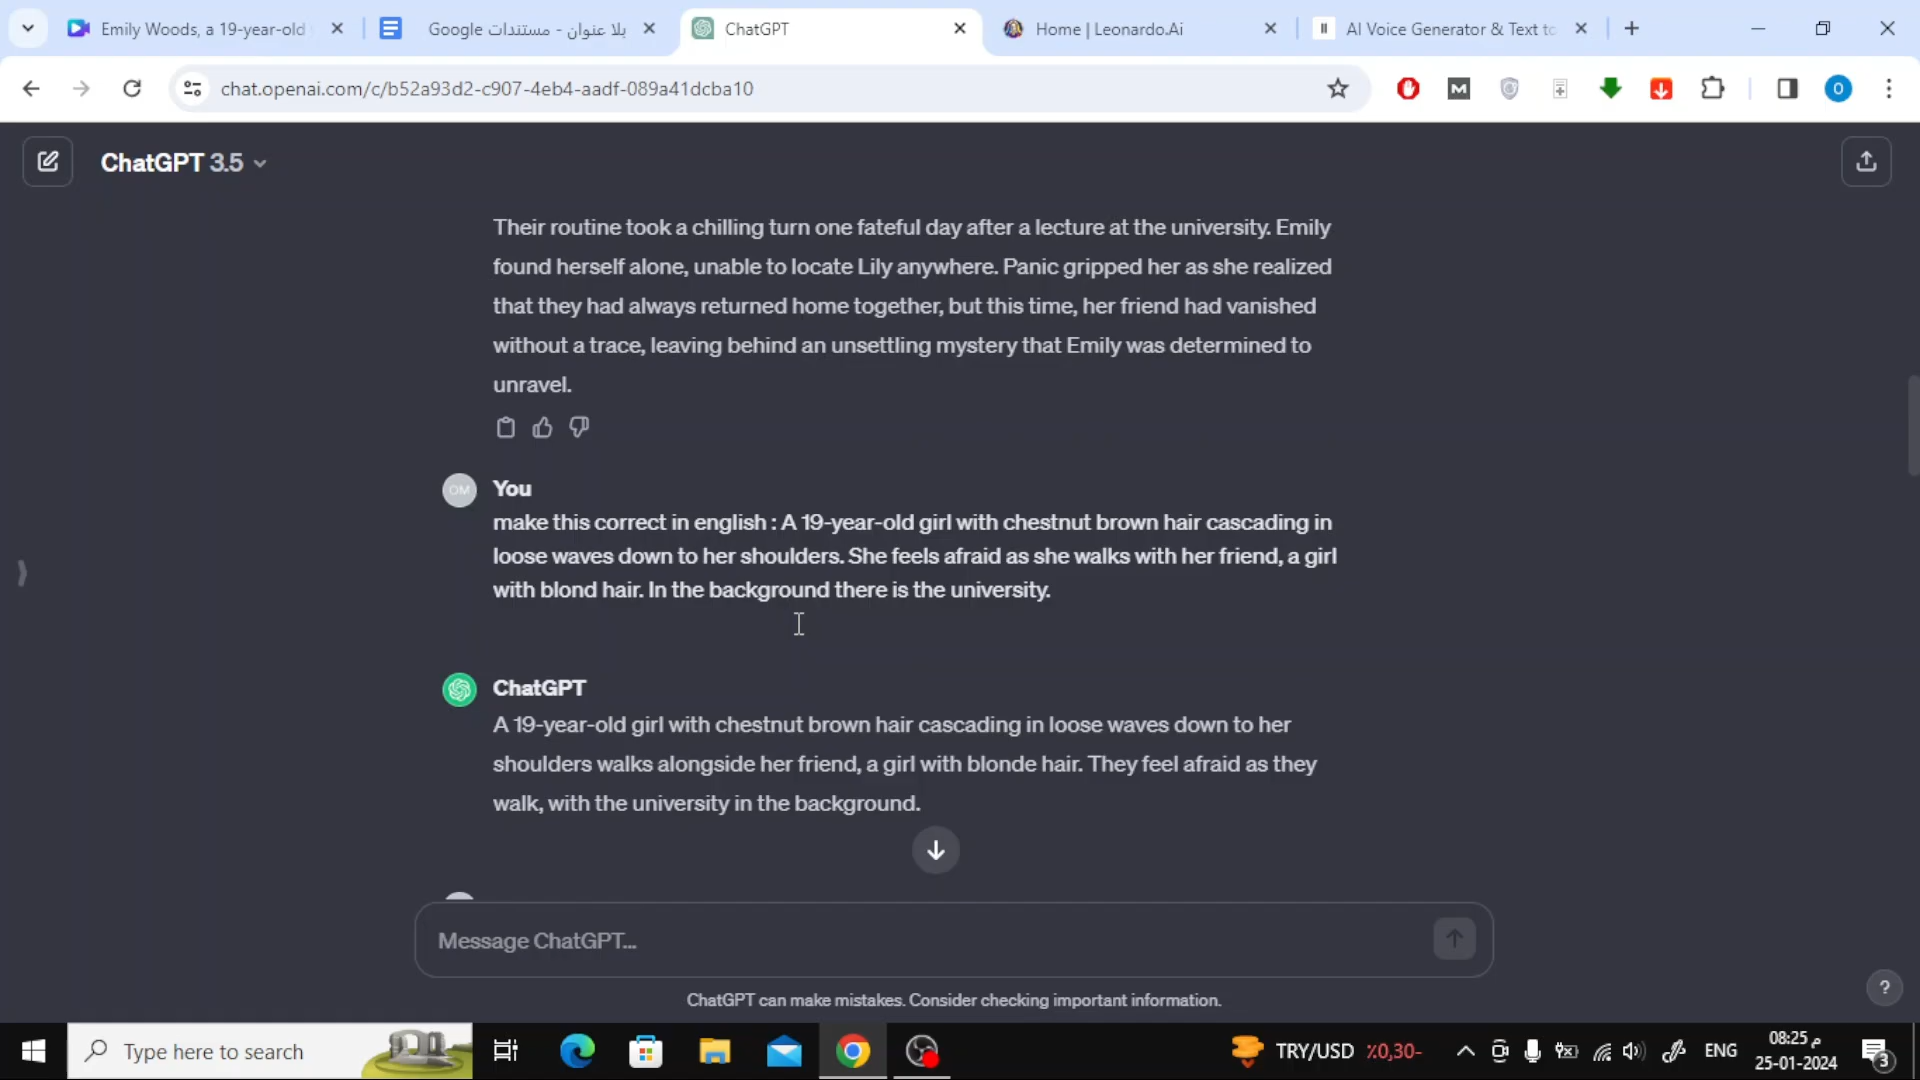 Emily Woods, a 19-year-old
بلا عنوان - مستندات Google
ChatGPT
Home | Leonardo.Ai
AI Voice Generator & Text to
chat.openai.com/c/b52a93d2-c907-4eb4-aadf-089a41dcba10
ChatGPT 3.5
Their routine took a chilling turn one fateful day after a lecture at the university. Emily
found herself alone, unable to locate Lily anywhere. Panic gripped her as she realized
that they had always returned home together, but this time, her friend had vanished
without a trace, leaving behind an unsettling mystery that Emily was determined to
unravel.
OM
You
make this correct in english : A 19-year-old girl with chestnut brown hair cascading in
loose waves down to her shoulders. She feels afraid as she walks with her friend, a girl
with blond hair. In the background there is the university.
ChatGPT
A 19-year-old girl with chestnut brown hair cascading in loose waves down to her
shoulders walks alongside her friend, a girl with blonde hair. They feel afraid as they
walk, with the university in the background.
Message ChatGPT...
ChatGPT can make mistakes. Consider checking important information.
?
Type here to search
TRY/USD ٪0,30-
ENG
08:25 م
25-01-2024
3